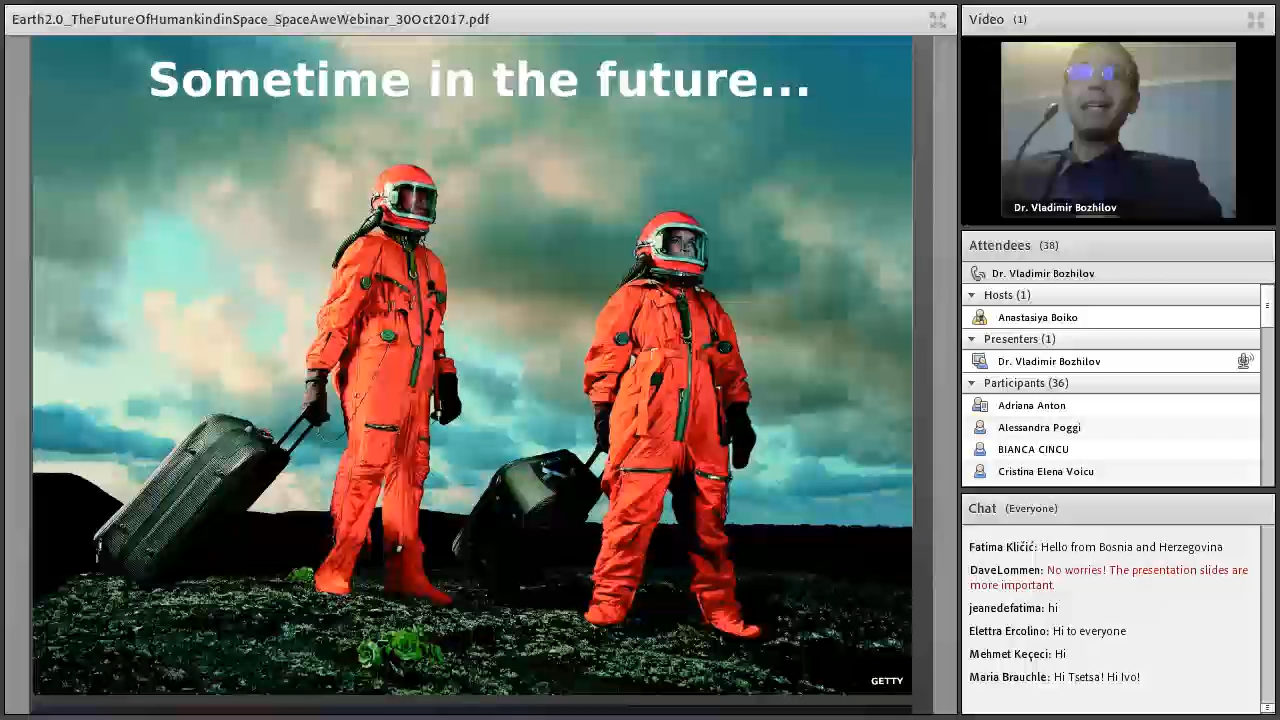 Earth2.0_TheFutureOfHumankindinSpace_SpaceAweWebinar_30Oct2017.pdf
Sometime in the future...
GETTY
Video (1)
Dr. Vladimir Bozhilov
Attendees (38)
Dr. Vladimir Bozhilov
Hosts (1)
Anastasiya Boiko
Presenters (1)
Dr. Vladimir Bozhilov
Participants (36)
Adriana Anton
Alessandra Poggi
BIANCA CINCU
Cristina Elena Voicu
Chat (Everyone)
Fatima Kličić: Hello from Bosnia and Herzegovina
DaveLommen: No worries! The presentation slides are
more important.
jeanedefatima: hi
Elettra Ercolino: Hi to everyone
Mehmet Keçeci: Hi
Maria Brauchle: Hi Tsetsa! Hi Ivo!